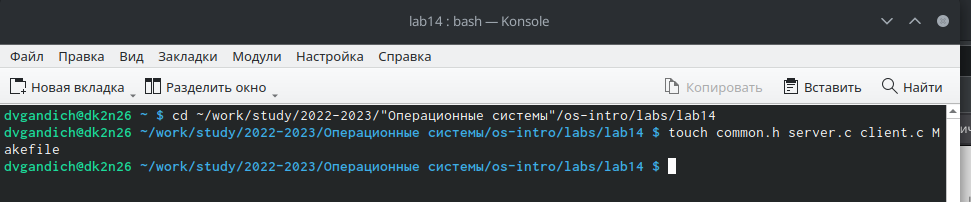 lab14 : bash — Konsole
Файл Правка Вид Закладки Модули Настройка Справка
Новая вкладка Разделить окно Копировать Вставить Найти
dvgandich@dk2n26 ~ $ cd ~/work/study/2022-2023/"Операционные системы"/os-intro/labs/lab14
dvgandich@dk2n26 ~/work/study/2022-2023/Операционные системы/os-intro/labs/lab14 $ touch common.h server.c client.c M
akefile
dvgandich@dk2n26 ~/work/study/2022-2023/Операционные системы/os-intro/labs/lab14 $